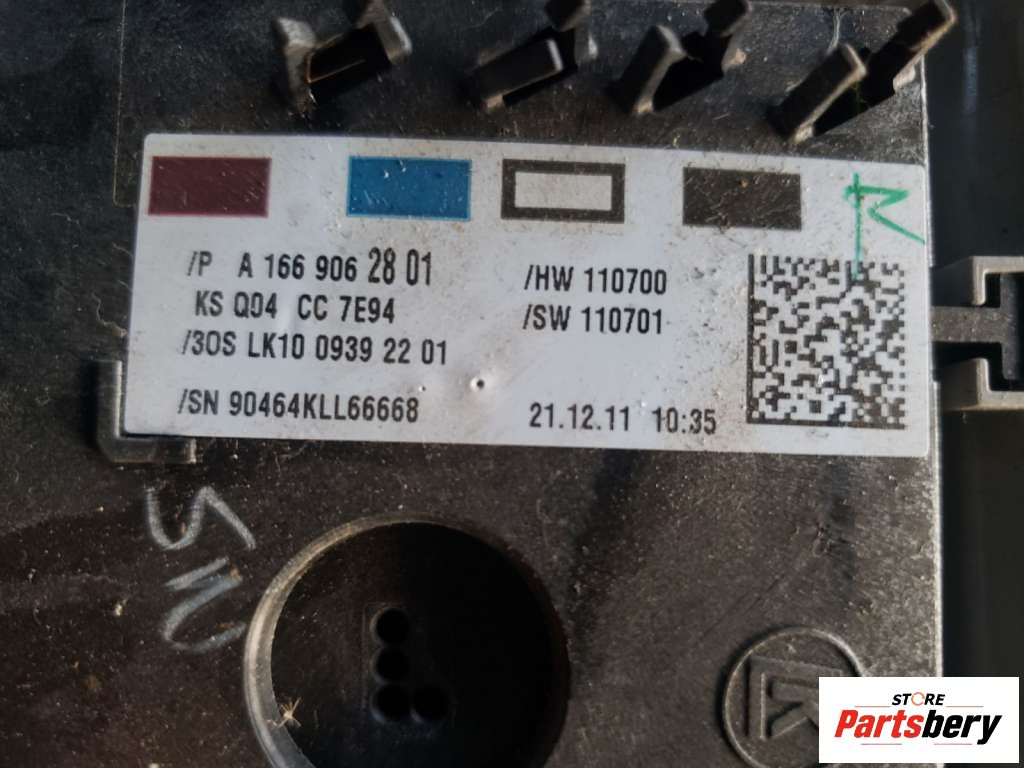 /P A 166 906 28 01
/HW 110700
KS Q04 CC 7E94
/SW 110701
/3OS LK10 0939 22 01
/SN 90464KLL66668
21.12.11 10:35
STORE
Partsbery